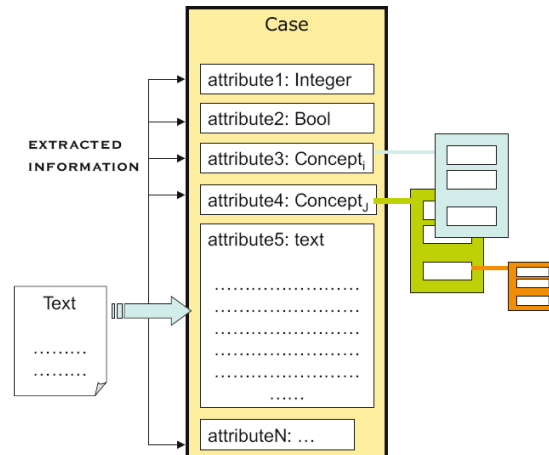 Case
attribute1: Integer
attribute2: Bool
EXTRACTED
INFORMATION
attribute3: Concepti
attribute4: ConceptJ
attribute5: text
........................
........................
........................
........................
........................
......
Text
.........
.........
attributeN: ...